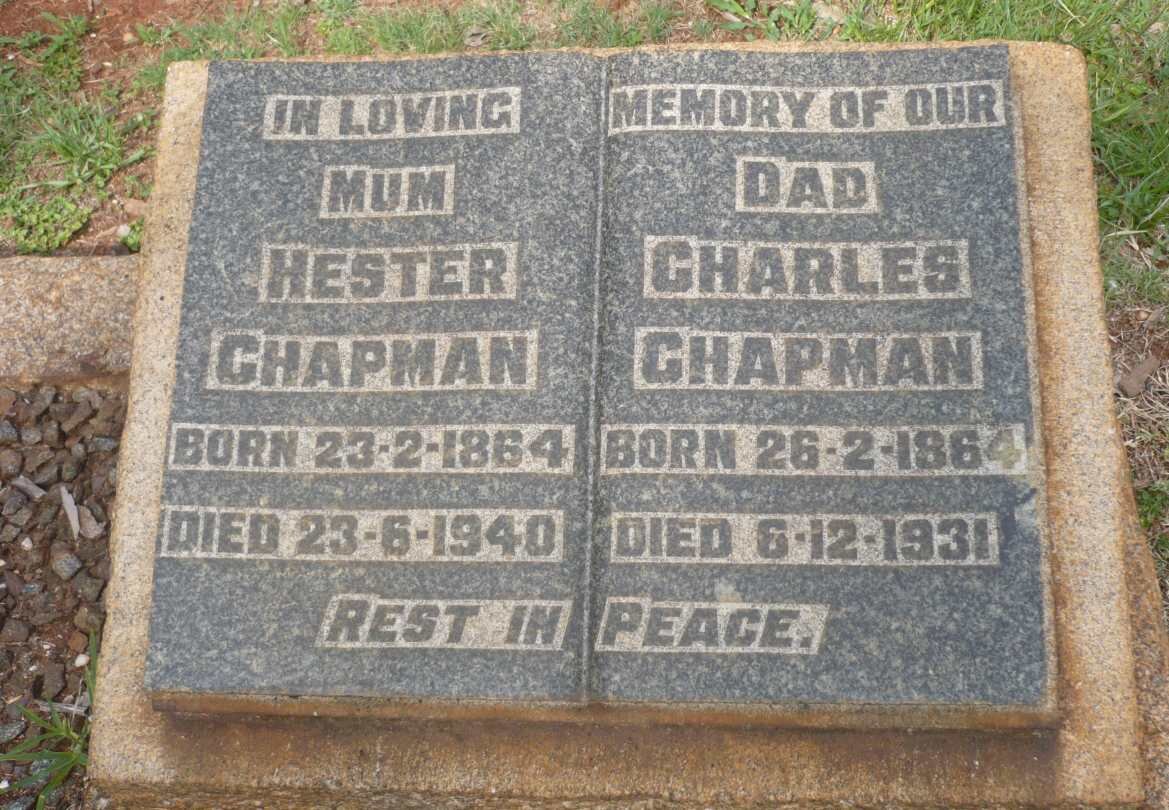 IN LOVING MEMORY OF OUR
MUM
HESTER
CHAPMAN
BORN 23-2-1864
DIED 23-6-1940
DAD
CHARLES
CHAPMAN
BORN 26-2-1864
DIED 6-12-1931
REST IN PEACE.